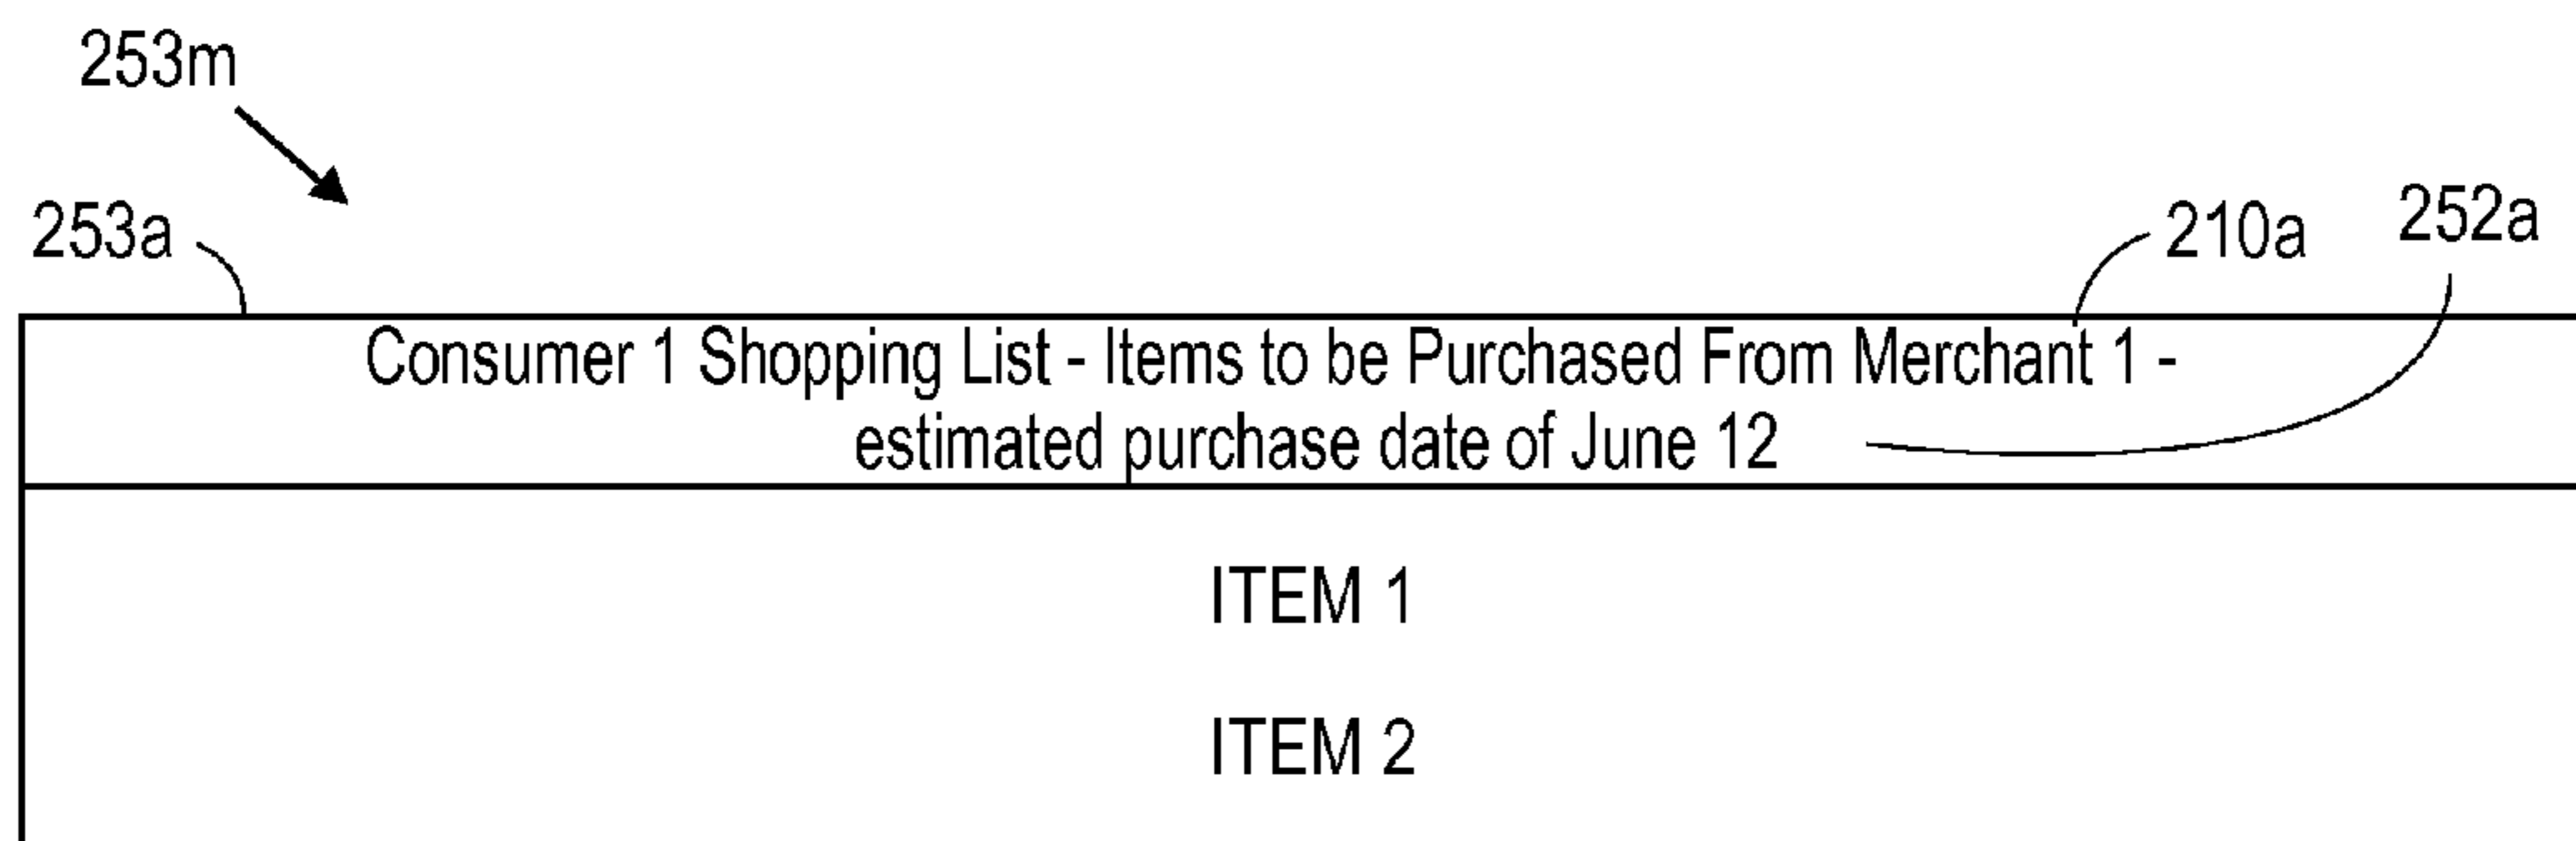 253m
253a
210a
252a
Consumer 1 Shopping List - Items to be Purchased From Merchant 1 -
estimated purchase date of June 12
ITEM 1
ITEM 2